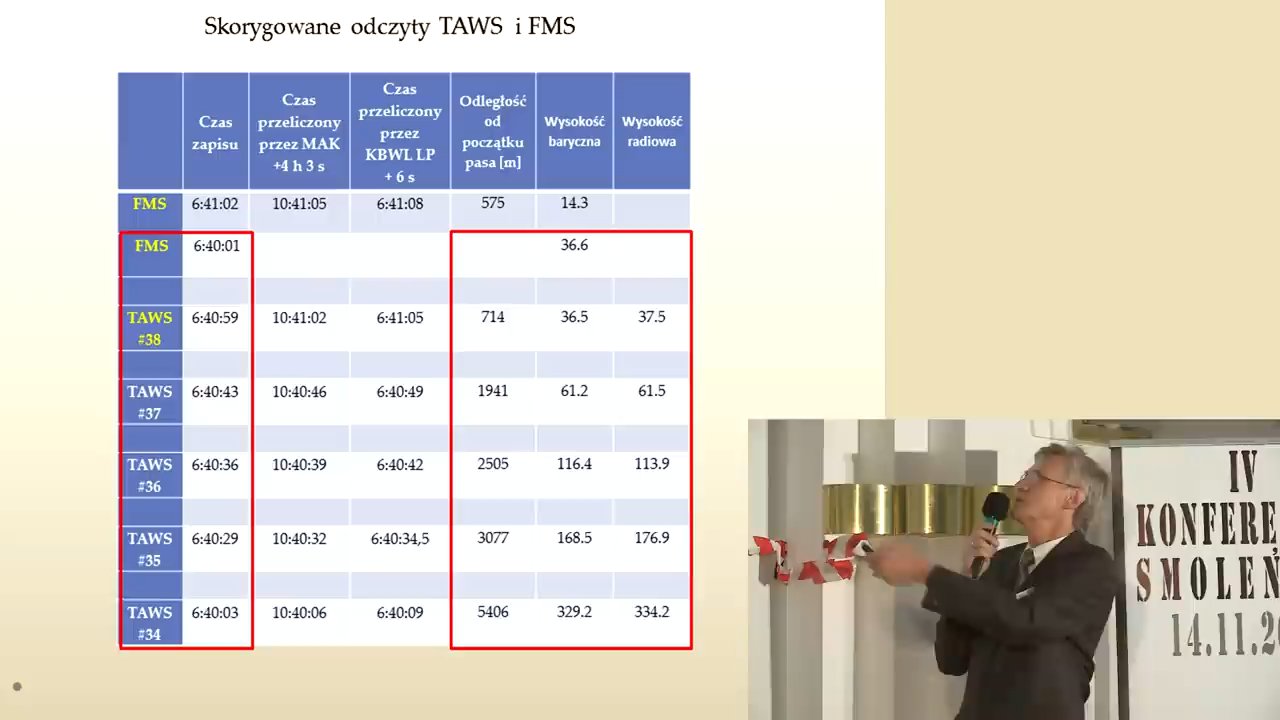 Skorygowane odczyty TAWS i FMS
Czas zapisu
Czas przeliczony przez MAK +4 h 3 s
Czas przeliczony przez KBWL LP + 6 s
Odległość od początku pasa [m]
Wysokość baryczna
Wysokość radiowa
FMS 6:41:02 10:41:05 6:41:08 575 14.3
FMS 6:40:01 36.6
TAWS #38 6:40:59 10:41:02 6:41:05 714 36.5 37.5
TAWS #37 6:40:43 10:40:46 6:40:49 1941 61.2 61.5
TAWS #36 6:40:36 10:40:39 6:40:42 2505 116.4 113.9
TAWS #35 6:40:29 10:40:32 6:40:34,5 3077 168.5 176.9
TAWS #34 6:40:03 10:40:06 6:40:09 5406 329.2 334.2
IV
KONFERE
SMOLEŃ
14.11.2